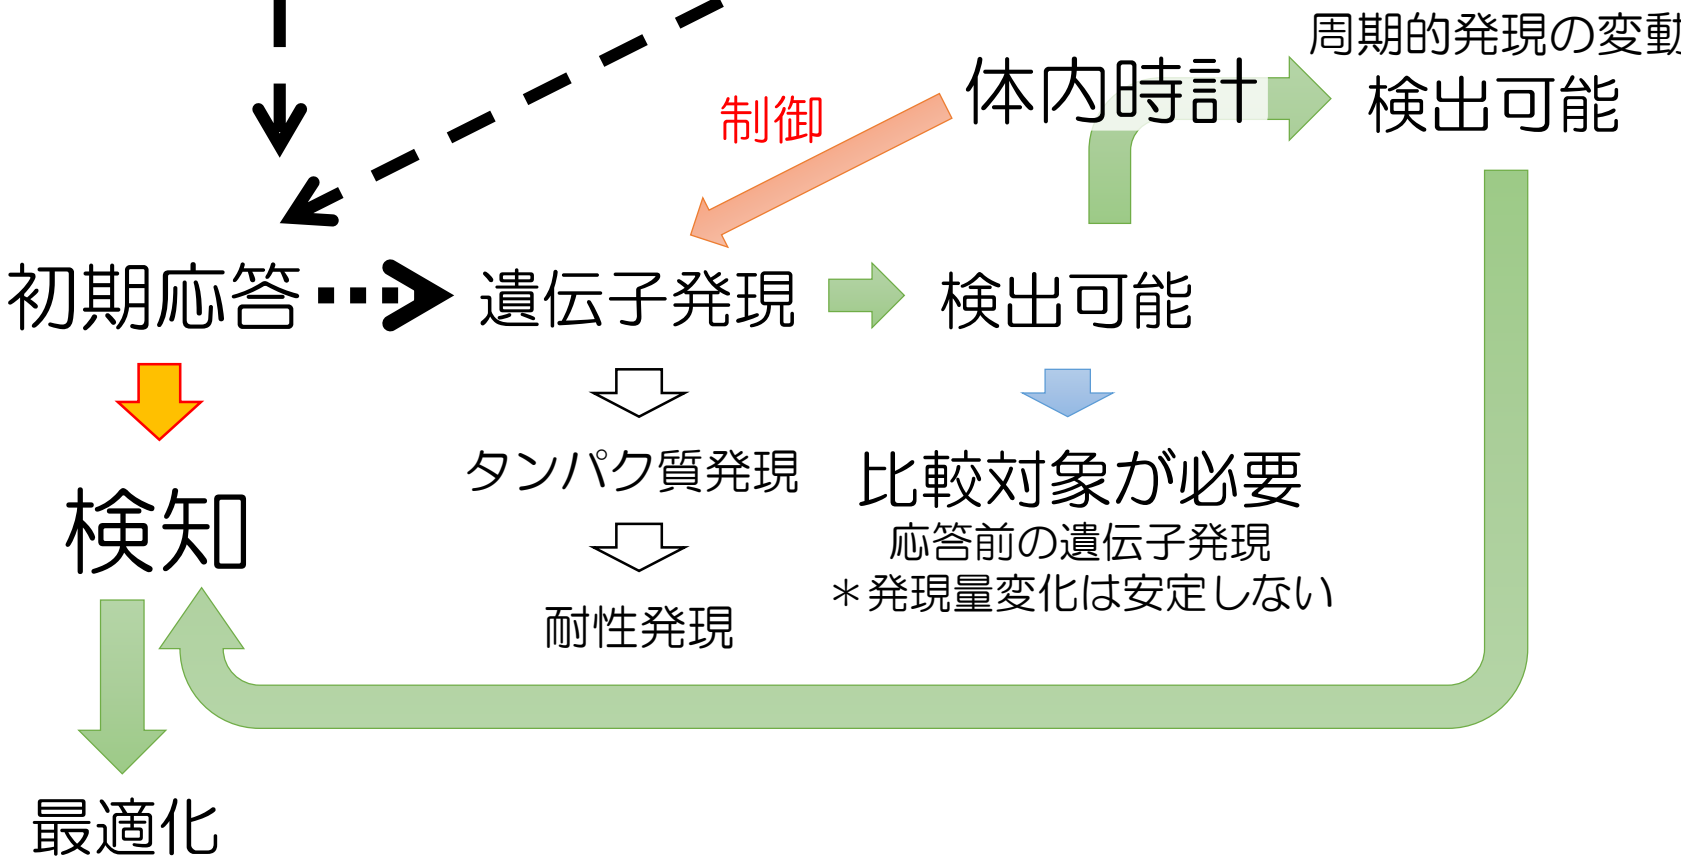 周期的発現の変動
体内時計
検出可能
制御
初期応答
遺伝子発現
検出可能
タンパク質発現
比較対象が必要
検知
応答前の遺伝子発現
＊発現量変化は安定しない
耐性発現
最適化